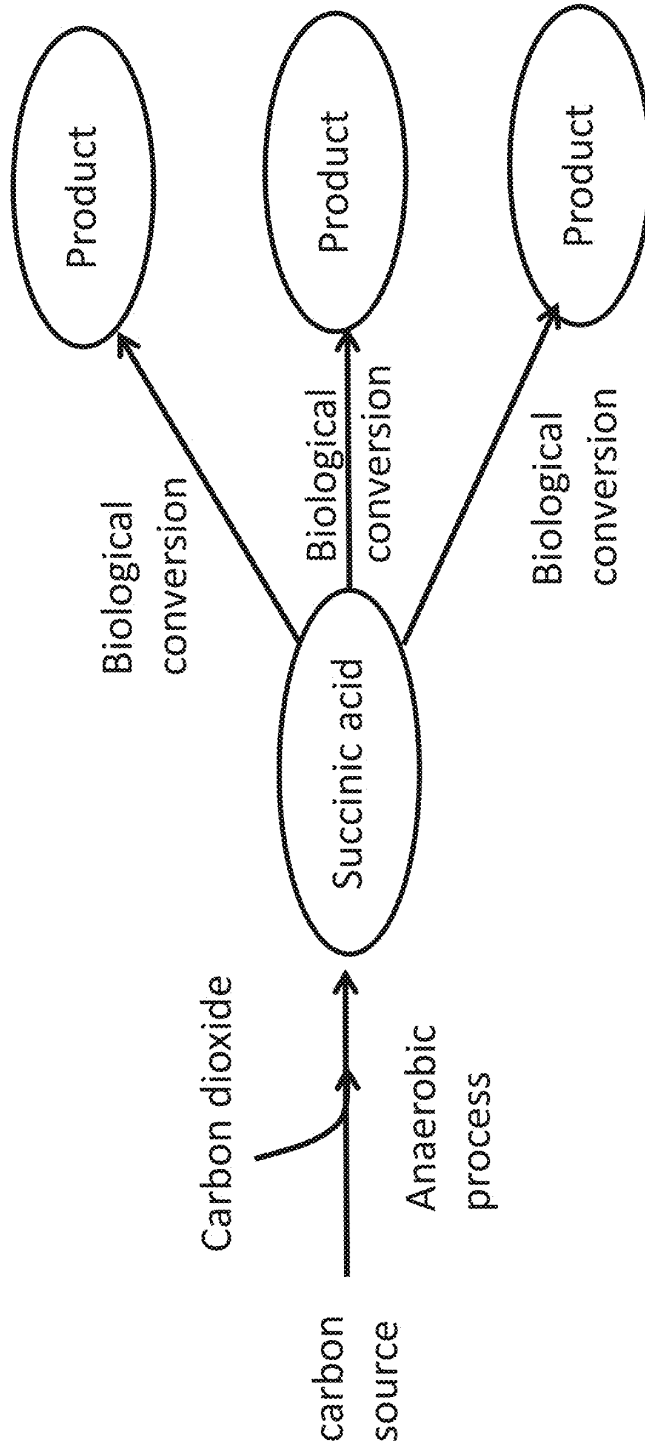 carbon
source
Carbon dioxide
Anaerobic
process
Succinic acid
Biological
conversion
Biological
conversion
Biological
conversion
Product
Product
Product